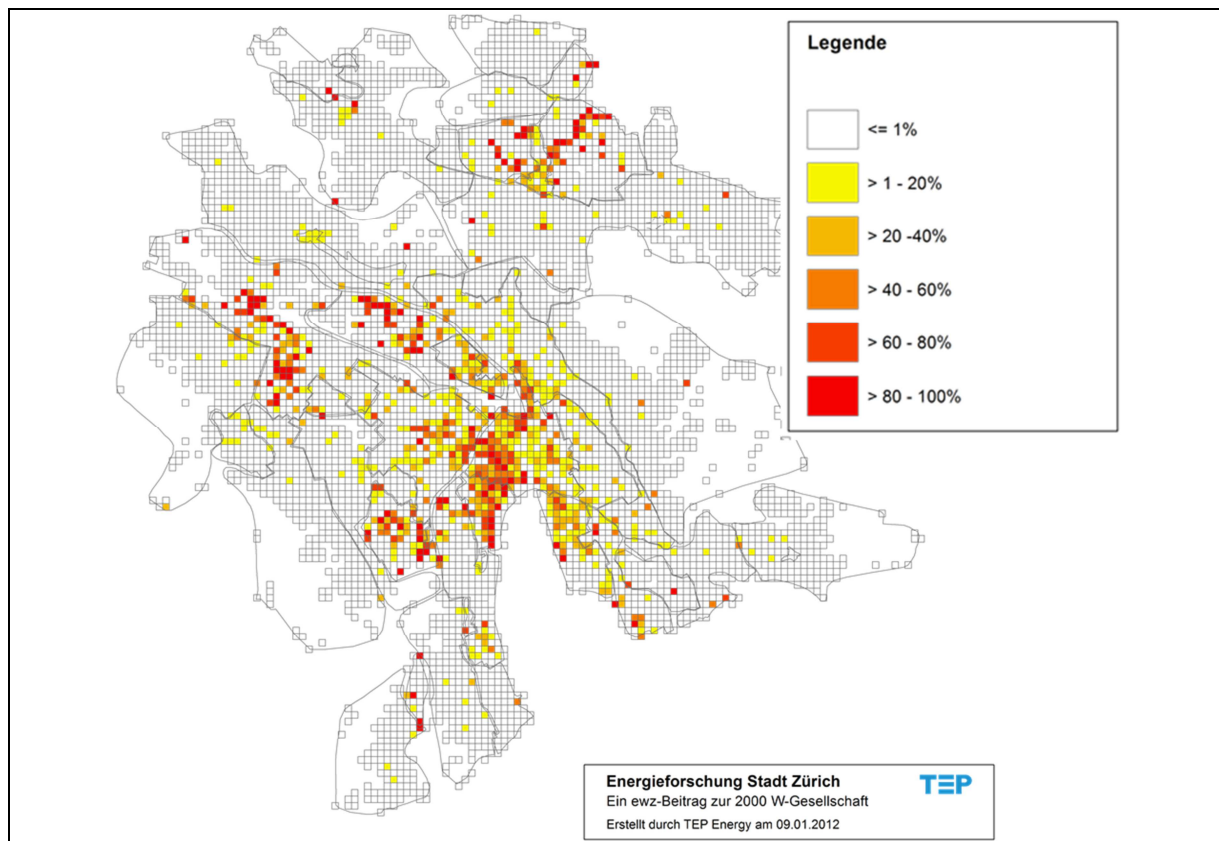 Legende
<= 1%
> 1 - 20%
> 20 -40%
> 40 - 60%
> 60 - 80%
> 80 - 100%
Energieforschung Stadt Zürich
TEP
Ein ewz-Beitrag zur 2000 W-Gesellschaft
Erstellt durch TEP Energy am 09.01.2012